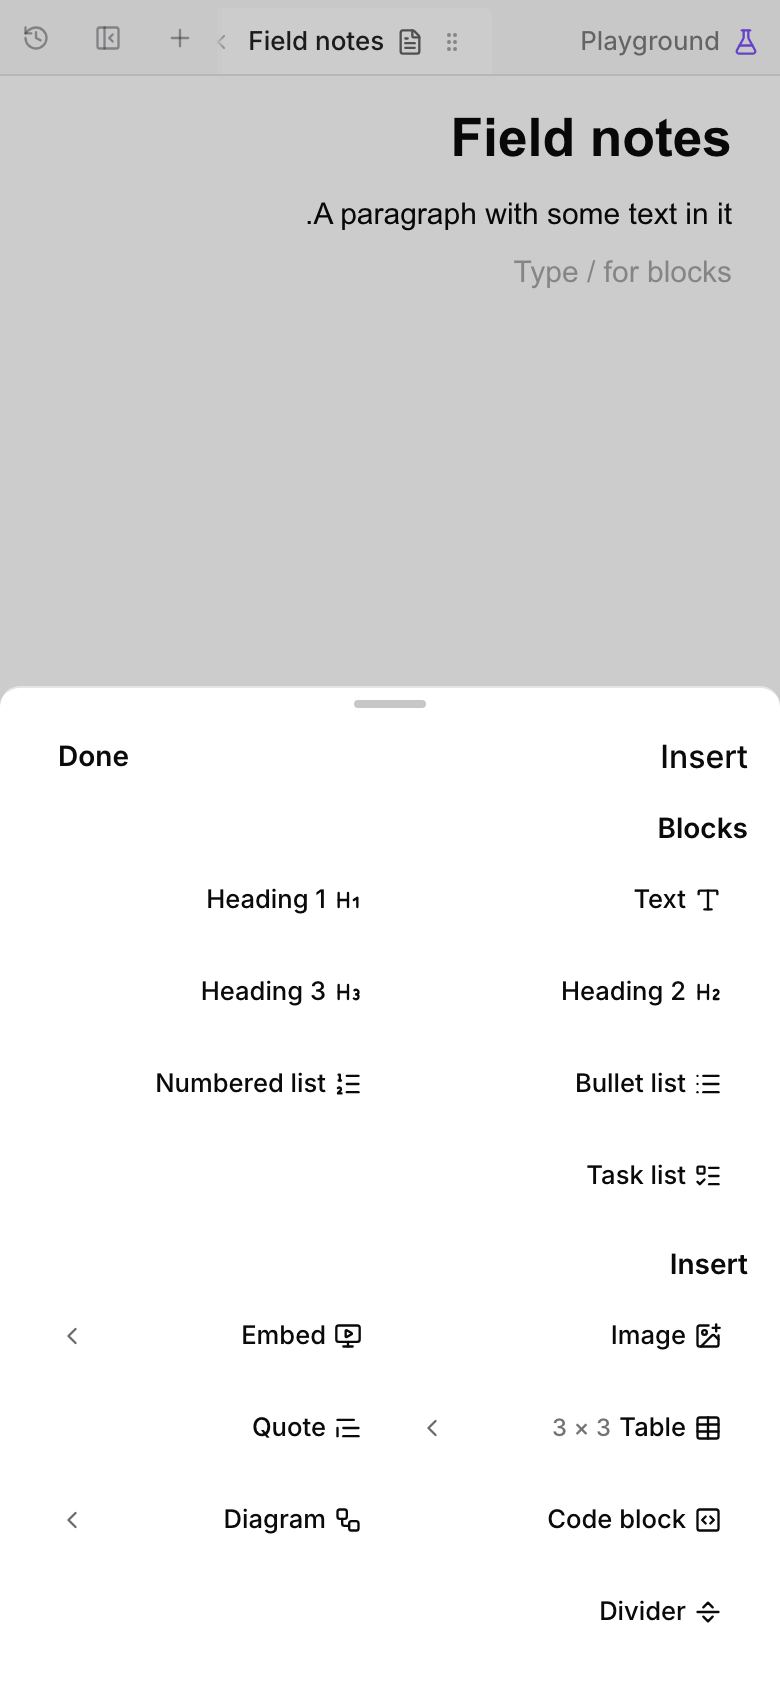 Playground
Field notes
Field notes
.A paragraph with some text in it
Type / for blocks
Insert
Done
Blocks
Text
Heading 1
Heading 2
Heading 3
Bullet list
Numbered list
Task list
Insert
Image
Embed
Table 3 × 3
Quote
Code block
Diagram
Divider